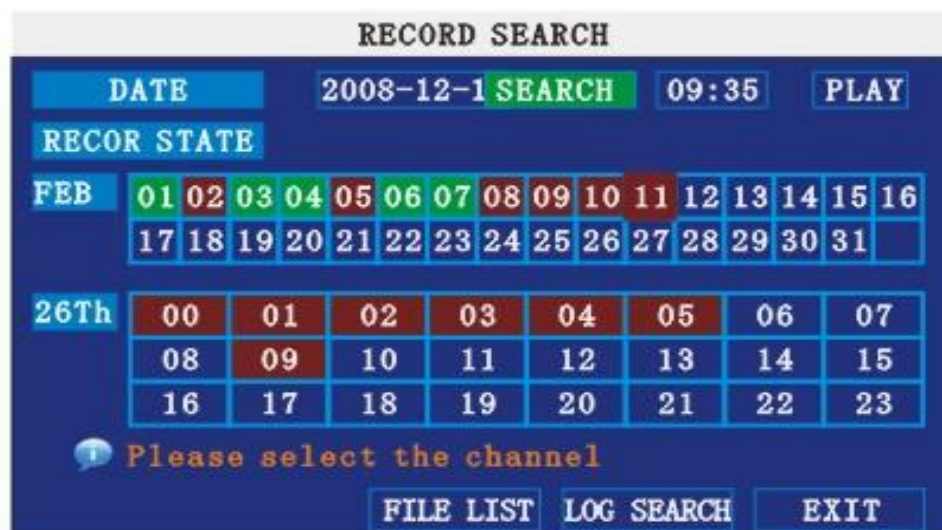 RECORD SEARCH
DATE 2008-12-1 SEARCH 09:35 PLAY
RECOR STATE
FEB 01 02 03 04 05 06 07 08 09 10 11 12 13 14 15 16
17 18 19 20 21 22 23 24 25 26 27 28 29 30 31
26Th 00 01 02 03 04 05 06 07
08 09 10 11 12 13 14 15
16 17 18 19 20 21 22 23
Please select the channel
FILE LIST LOG SEARCH EXIT